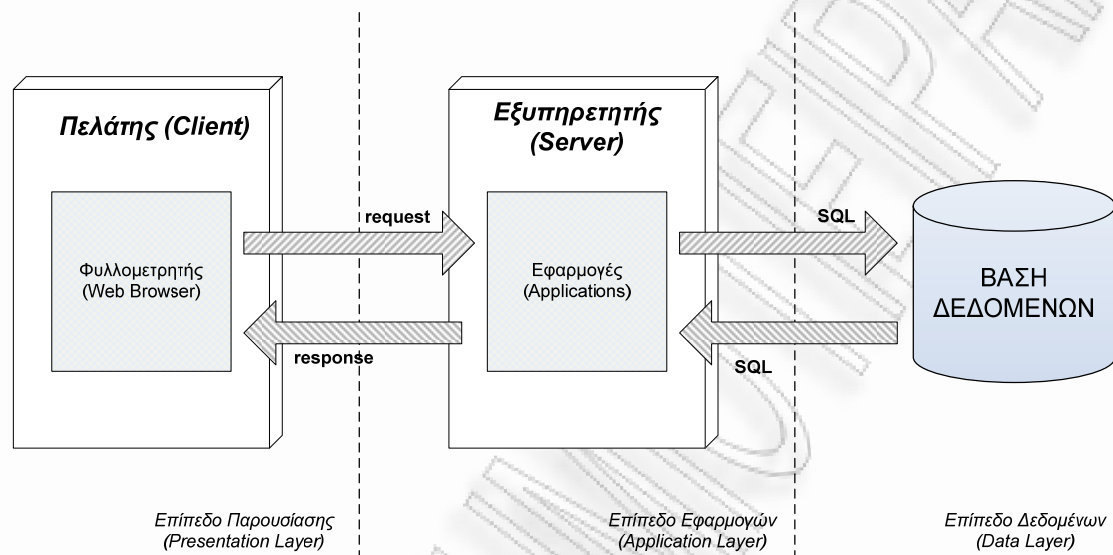 Πελάτης (Client)
Φυλλομετρητής
(Web Browser)
request
response
Εξυπηρετητής
(Server)
Εφαρμογές
(Applications)
SQL
SQL
ΒΑΣΗ
ΔΕΔΟΜΕΝΩΝ
Επίπεδο Παρουσίασης
(Presentation Layer)
Επίπεδο Εφαρμογών
(Application Layer)
Επίπεδο Δεδομένων
(Data Layer)